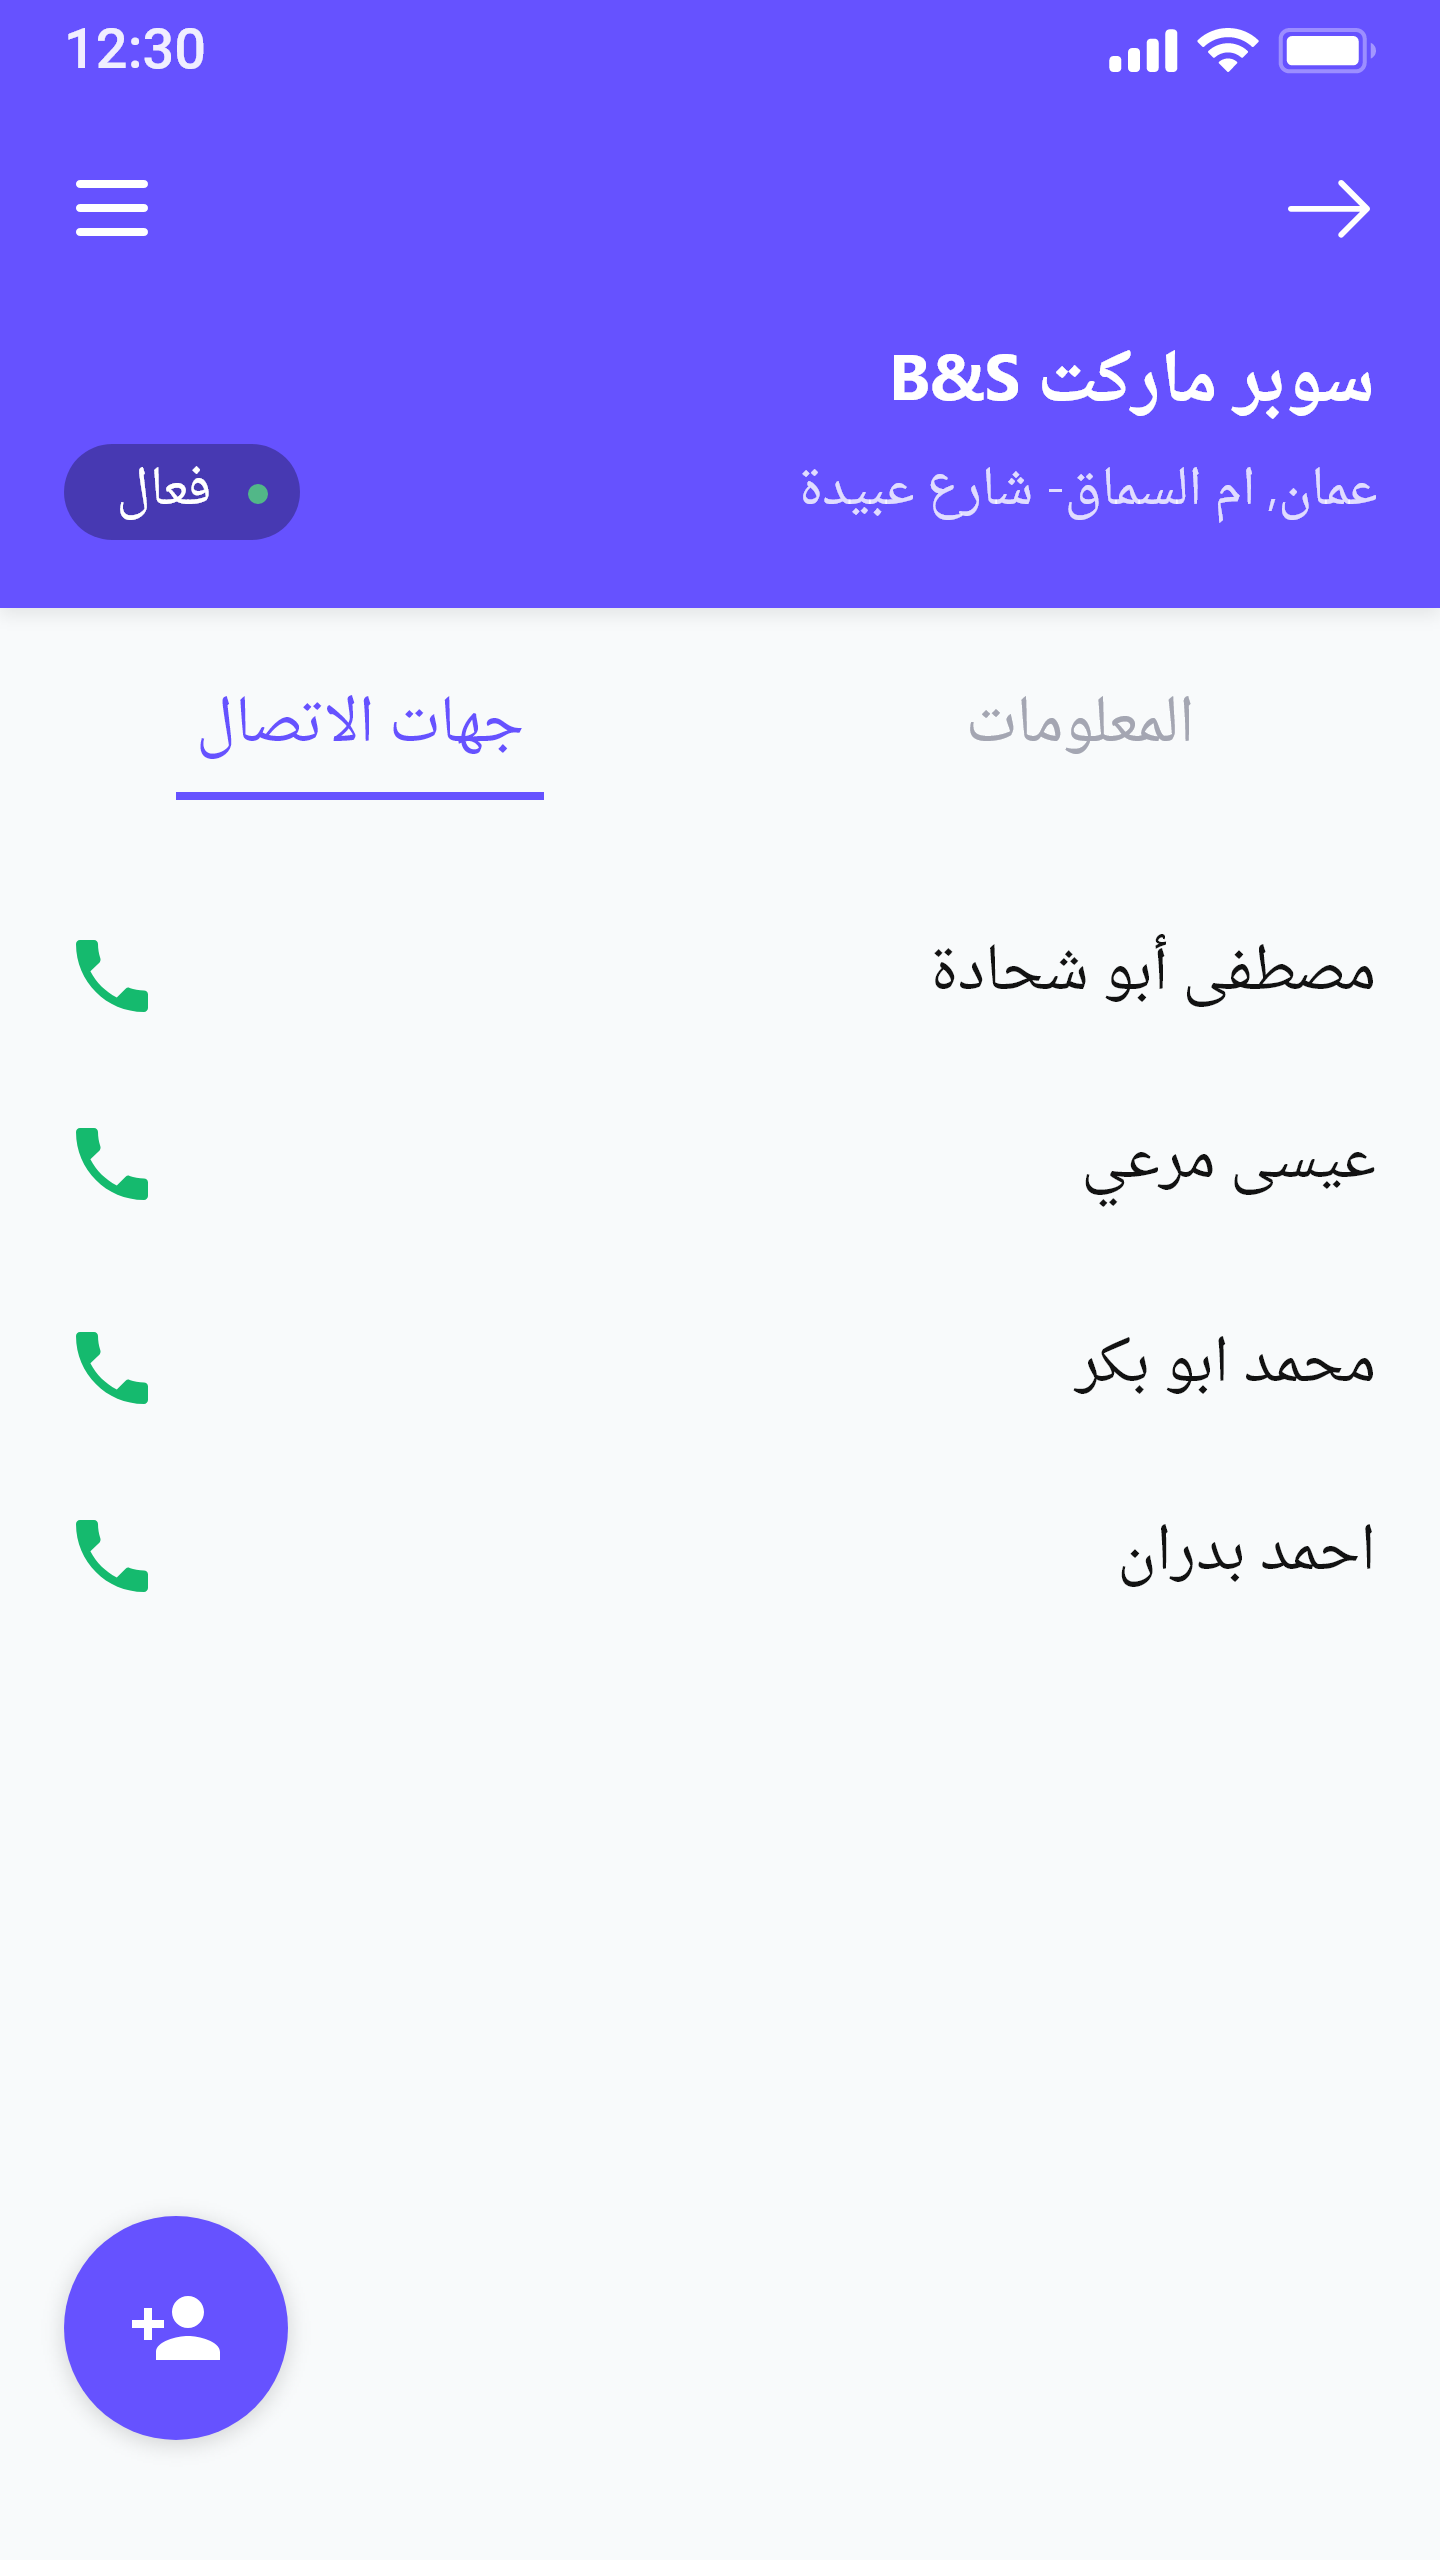 12:30
سوبر ماركت B&S
عمان, ام السماق- شارع عبيدة
فعال
المعلومات
جهات الاتصال
مصطفى أبو شحادة
عيسى مرعي
محمد ابو بكر
احمد بدران